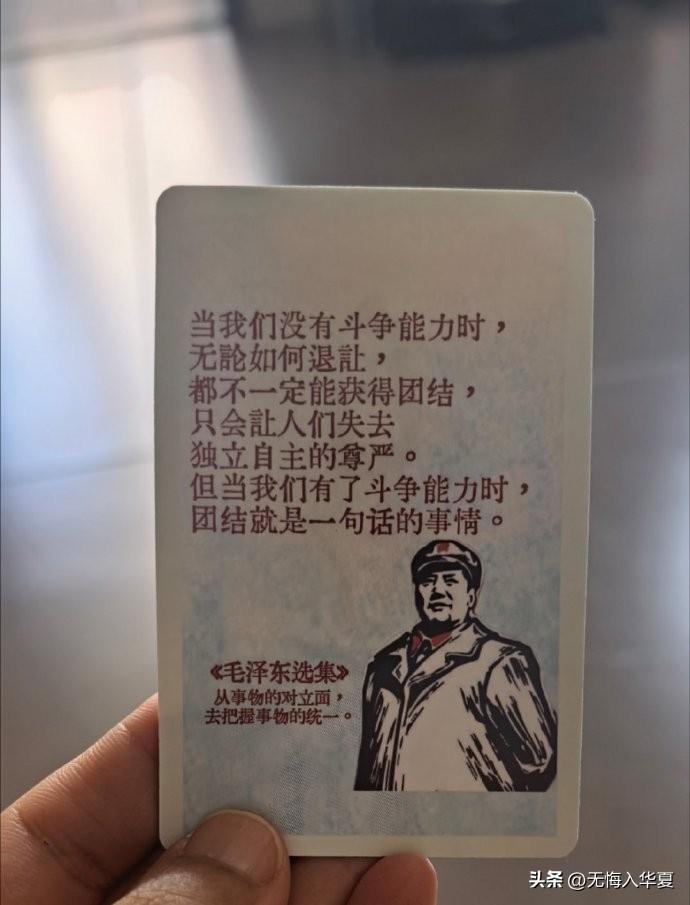 当我们没有斗争能力时，
无論如何退讓，
都不一定能获得团结，
只会讓人们失去
独立自主的尊严。
但当我们有了斗争能力时，
团结就是一句话的事情。
《毛泽东选集》
从事物的对立面，
去把握事物的统一。
头条 @无悔入华夏